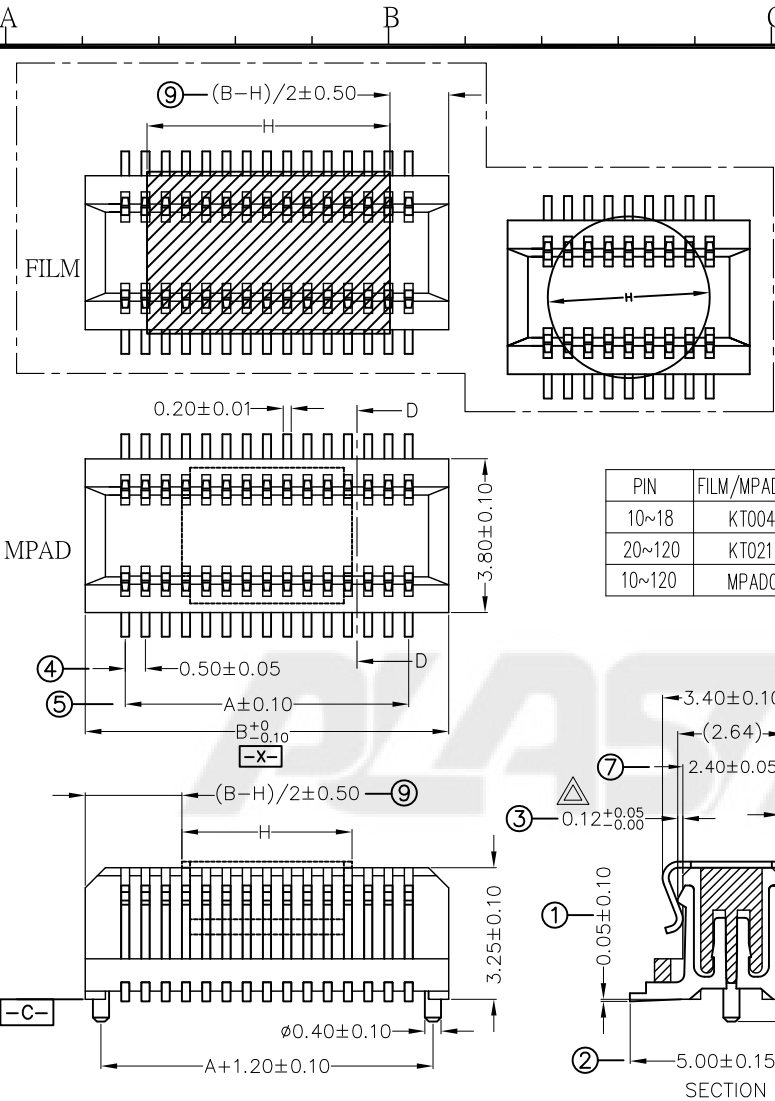 A B C
⑨ (B-H)/2±0.50
H
FILM
H
0.20±0.01 D
MPAD
3.80±0.10
PIN FILM/MPAD
10~18 KT004
20~120 KT021
10~120 MPAD0
④ 0.50±0.05 D
⑤ A±0.10
B+0 -0.10
-X-
(B-H)/2±0.50 ⑨
H
3.25±0.10
-C-
ø0.40±0.10
A+1.20±0.10
3.40±0.10
(2.64)
⑦ 2.40±0.05
③ 0.12+0.05 -0.00
① 0.05±0.10
② 5.00±0.15
SECTION
PLAST